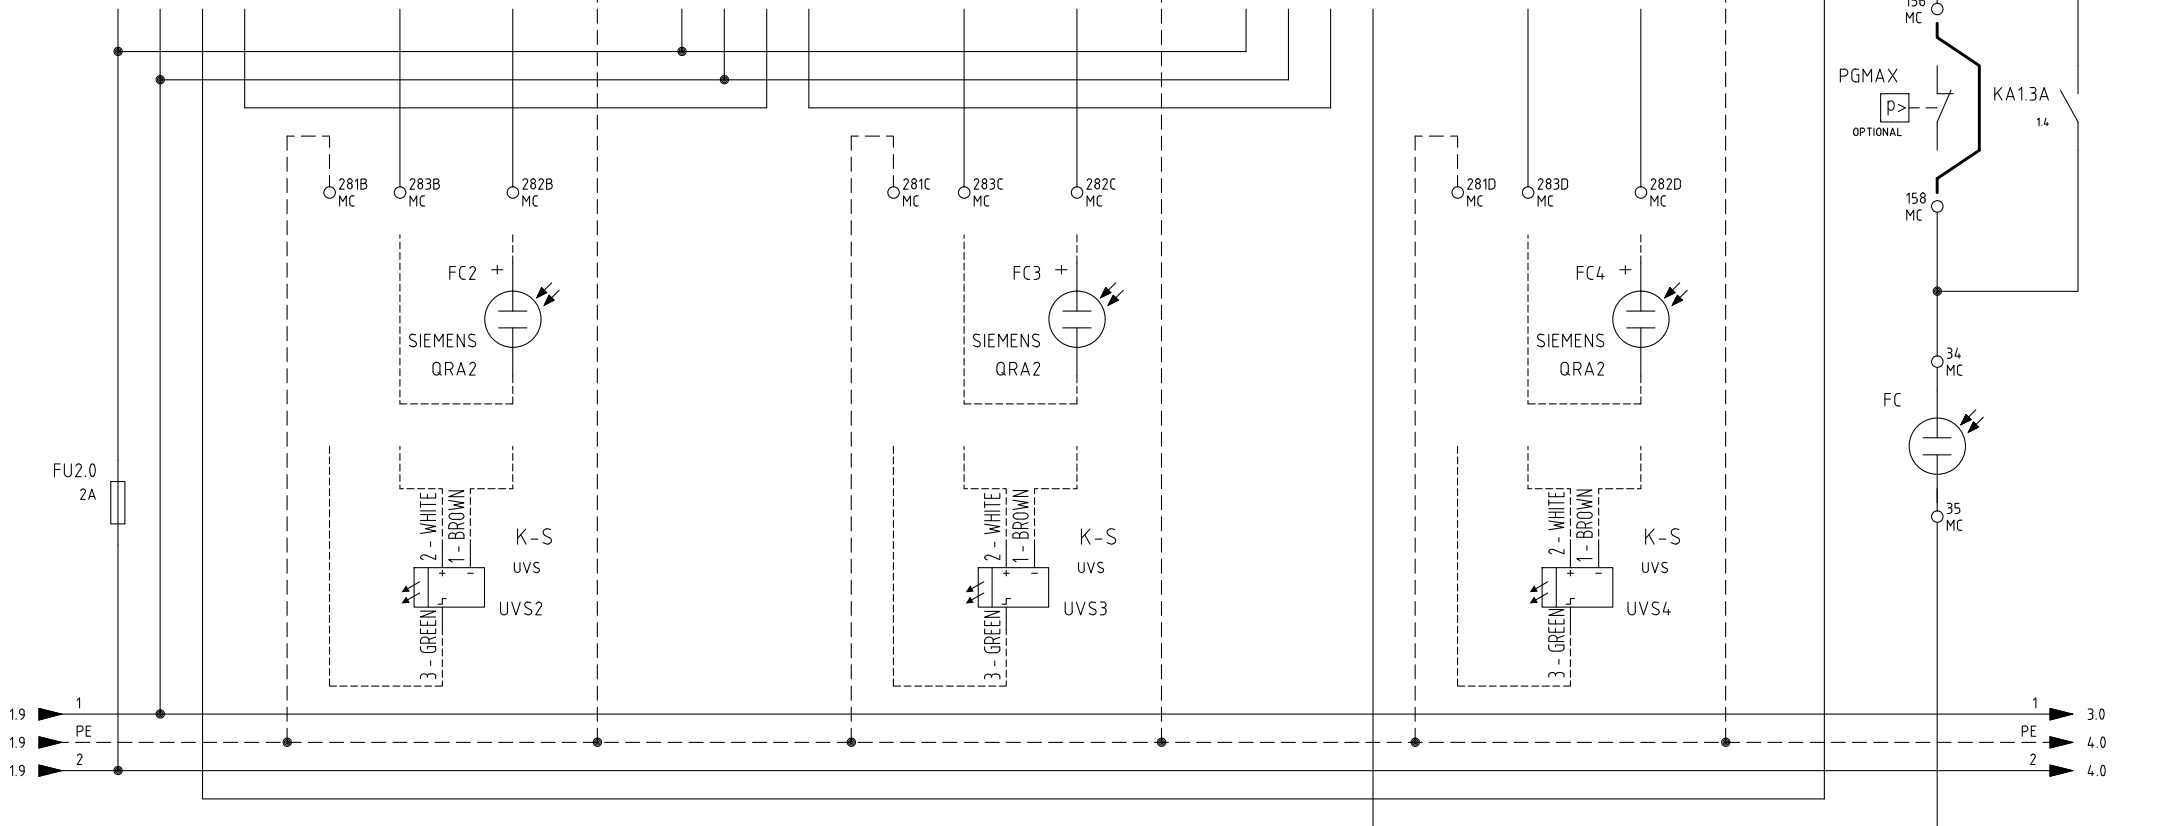 156
MC
PGMAX
P>
OPTIONAL
KA1.3A
1.4
281B
MC
283B
MC
282B
MC
281C
MC
283C
MC
282C
MC
281D
MC
283D
MC
282D
MC
158
MC
FC2 +
SIEMENS
QRA2
FC3 +
SIEMENS
QRA2
FC4 +
SIEMENS
QRA2
34
MC
FC
35
MC
FU2.0
2A
2 - WHITE
1 - BROWN
K-S
UVS
+ -
UVS2
3 - GREEN
2 - WHITE
1 - BROWN
K-S
UVS
+ -
UVS3
3 - GREEN
2 - WHITE
1 - BROWN
K-S
UVS
+ -
UVS4
3 - GREEN
1.9 1 1 3.0
1.9 PE PE 4.0
1.9 2 2 4.0